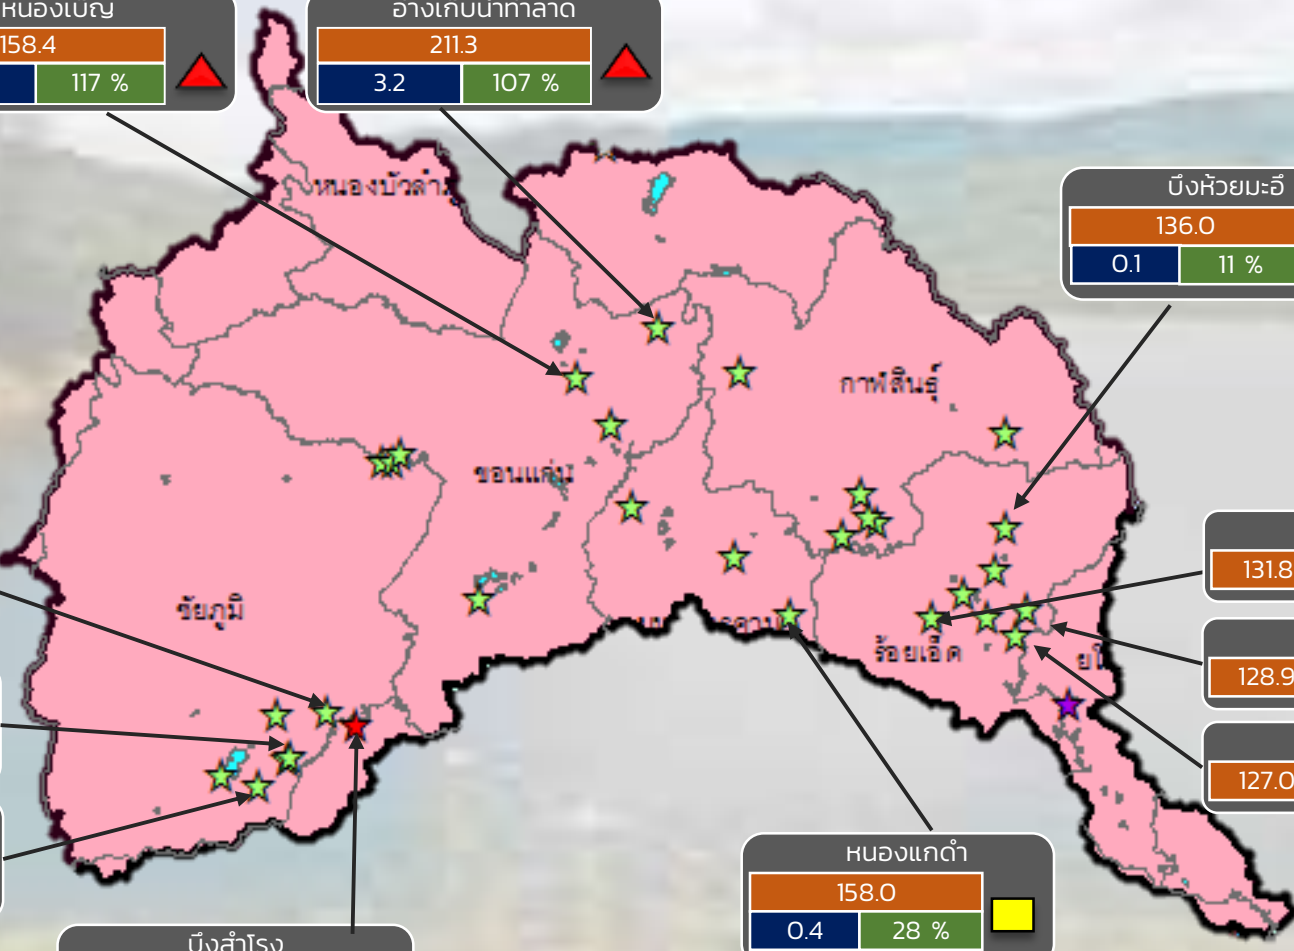 หนองเบ็ญ
158.4
117 %
อ่างเก็บน้ำท่าลาด
211.3
3.2
107 %
หนองบัวลำภู
บึงห้วยมะอึ
136.0
0.1
11 %
กาฬสินธุ์
ขอนแก่น
131.8
ชัยภูมิ
ร้อยเอ็ด
128.9
127.0
หนองแกดำ
158.0
0.4
28 %
บึงสำโรง